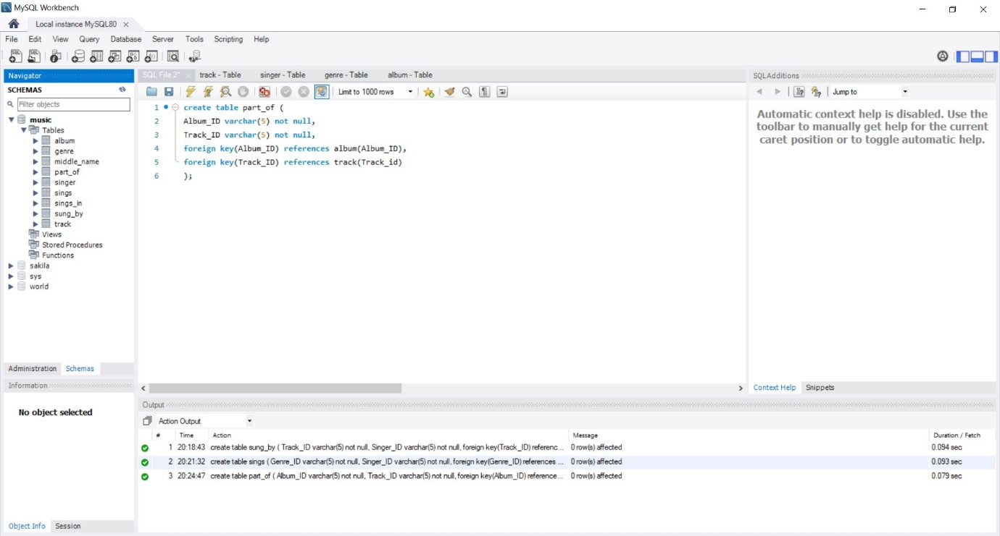 MySQL Workbench
Local instance MySQL80 ×
File Edit View Query Database Server Tools Scripting Help
Navigator
SCHEMAS
Filter objects
music
Tables
album
genre
middle_name
part_of
singer
sings
sings_in
sung_by
track
Views
Stored Procedures
Functions
sakila
sys
world
Administration Schemas
Information
No object selected
Object Info Session
SQL File 2* × track - Table singer - Table genre - Table album - Table
Limit to 1000 rows
1 create table part_of (
2 Album_ID varchar(5) not null,
3 Track_ID varchar(5) not null,
4 foreign key(Album_ID) references album(Album_ID),
5 foreign key(Track_ID) references track(Track_id)
6 );
Output
Action Output
# Time Action Message Duration / Fetch
1 20:18:43 create table sung_by ( Track_ID varchar(5) not null, Singer_ID varchar(5) not null, foreign key(Track_ID) referenc... 0 row(s) affected 0.094 sec
2 20:21:32 create table sings ( Genre_ID varchar(5) not null, Singer_ID varchar(5) not null, foreign key(Genre_ID) references ... 0 row(s) affected 0.093 sec
3 20:24:47 create table part_of ( Album_ID varchar(5) not null, Track_ID varchar(5) not null, foreign key(Album_ID) reference... 0 row(s) affected 0.079 sec
SQLAdditions
Jump to
Automatic context help is disabled. Use the
toolbar to manually get help for the current
caret position or to toggle automatic help.
Context Help Snippets